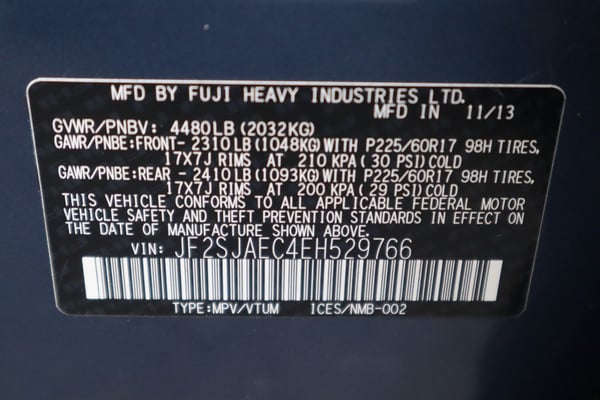 MFD BY FUJI HEAVY INDUSTRIES LTD.
MFD IN 11/13
GVWR/PNBV: 4480LB (2032KG)
GAWR/PNBE:FRONT- 2310 LB (1048KG) WITH P225/60R17 98H TIRES,
17X7J RIMS AT 210 KPA ( 30 PSI) COLD
GAWR/PNBE:REAR - 2410 LB (1093KG) WITH P225/60R17 98H TIRES,
17X7J RIMS AT 200 KPA ( 29 PSI) COLD
THIS VEHICLE CONFORMS TO ALL APPLICABLE FEDERAL MOTOR
VEHICLE SAFETY AND THEFT PREVENTION STANDARDS IN EFFECT ON
THE DATE OF MANUFACTURE SHOWN ABOVE.
VIN: JF2SJAEC4EH529766
TYPE:MPV/VTUM ICES/NMB-002